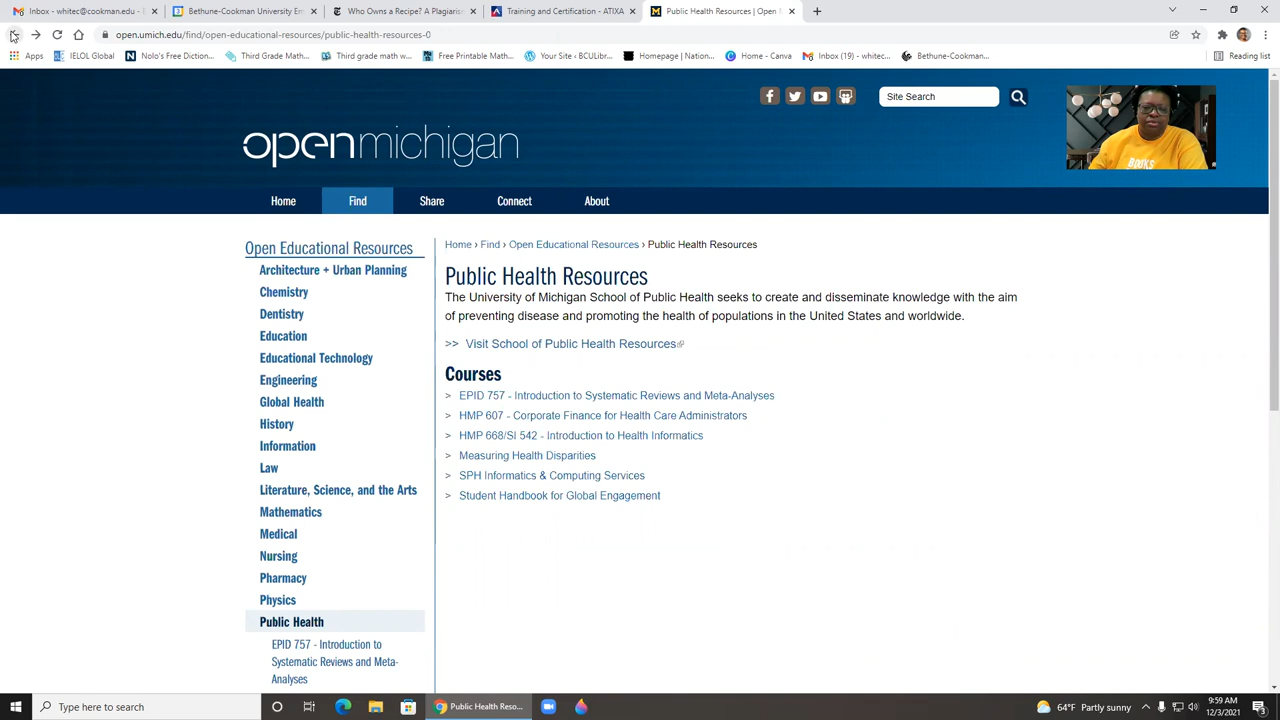 Inbox - whitec@cookman.edu - B
Bethune-Cookman University En
Who Owns a Recipe? A Plagiaris
Training and Certification - ATIXA
Public Health Resources | Open
open.umich.edu/find/open-educational-resources/public-health-resources-0
Apps
IELOL Global
Nolo's Free Diction...
Third Grade Math...
Third grade math w...
Free Printable Math...
Your Site ‹ BCULibr...
Homepage | Nation...
Home - Canva
Inbox (19) - whitec...
Bethune-Cookman...
Reading list
Site Search
openmichigan
BOOKS
Home
Find
Share
Connect
About
Open Educational Resources
Architecture + Urban Planning
Chemistry
Dentistry
Education
Educational Technology
Engineering
Global Health
History
Information
Law
Literature, Science, and the Arts
Mathematics
Medical
Nursing
Pharmacy
Physics
Public Health
EPID 757 - Introduction to
Systematic Reviews and Meta-
Analyses
Home › Find › Open Educational Resources › Public Health Resources
Public Health Resources
The University of Michigan School of Public Health seeks to create and disseminate knowledge with the aim
of preventing disease and promoting the health of populations in the United States and worldwide.
>> Visit School of Public Health Resources
Courses
> EPID 757 - Introduction to Systematic Reviews and Meta-Analyses
> HMP 607 - Corporate Finance for Health Care Administrators
> HMP 668/SI 542 - Introduction to Health Informatics
> Measuring Health Disparities
> SPH Informatics & Computing Services
> Student Handbook for Global Engagement
Type here to search
Public Health Reso...
64°F Partly sunny
9:59 AM
12/3/2021